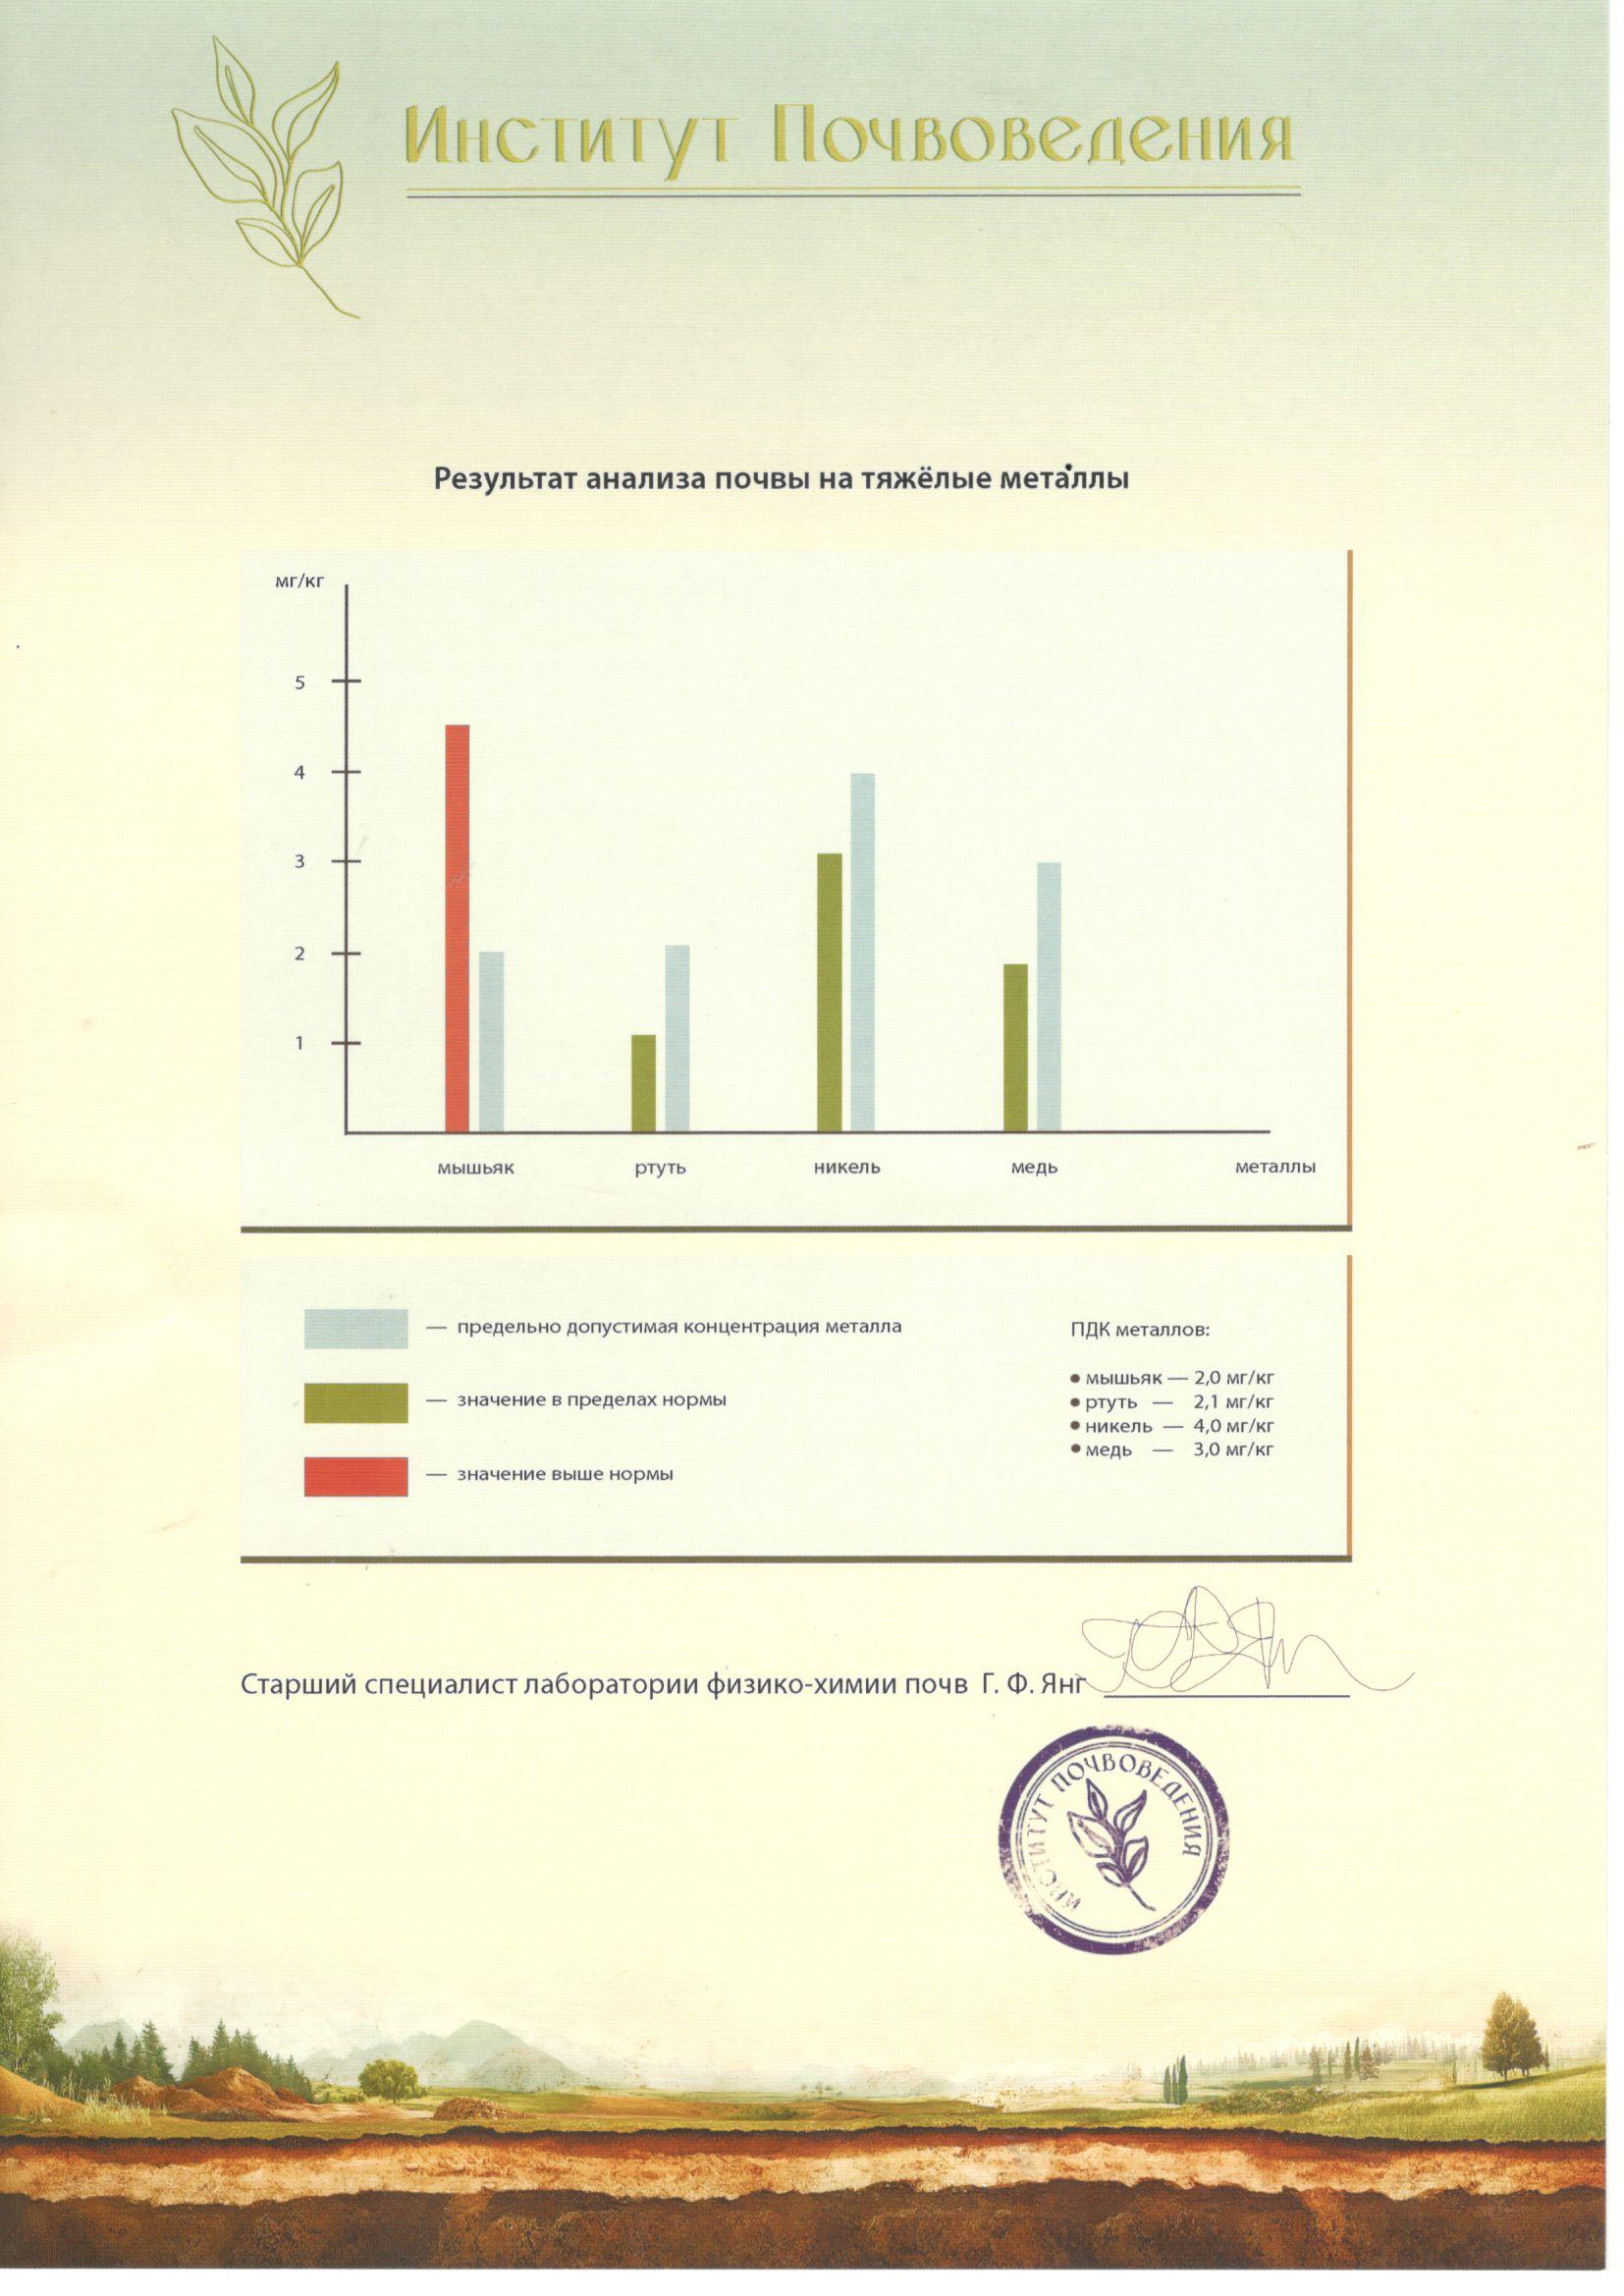 Институт Почвоведения
Результат анализа почвы на тяжёлые металлы
мг/кг
5
4
3
2
1
мышьяк ртуть никель медь металлы
— предельно допустимая концентрация металла
— значение в пределах нормы
— значение выше нормы
ПДК металлов:
• мышьяк — 2,0 мг/кг
• ртуть — 2,1 мг/кг
• никель — 4,0 мг/кг
• медь — 3,0 мг/кг
Старший специалист лаборатории физико-химии почв Г. Ф. Янг
ИНСТИТУТ ПОЧВОВЕДЕНИЯ